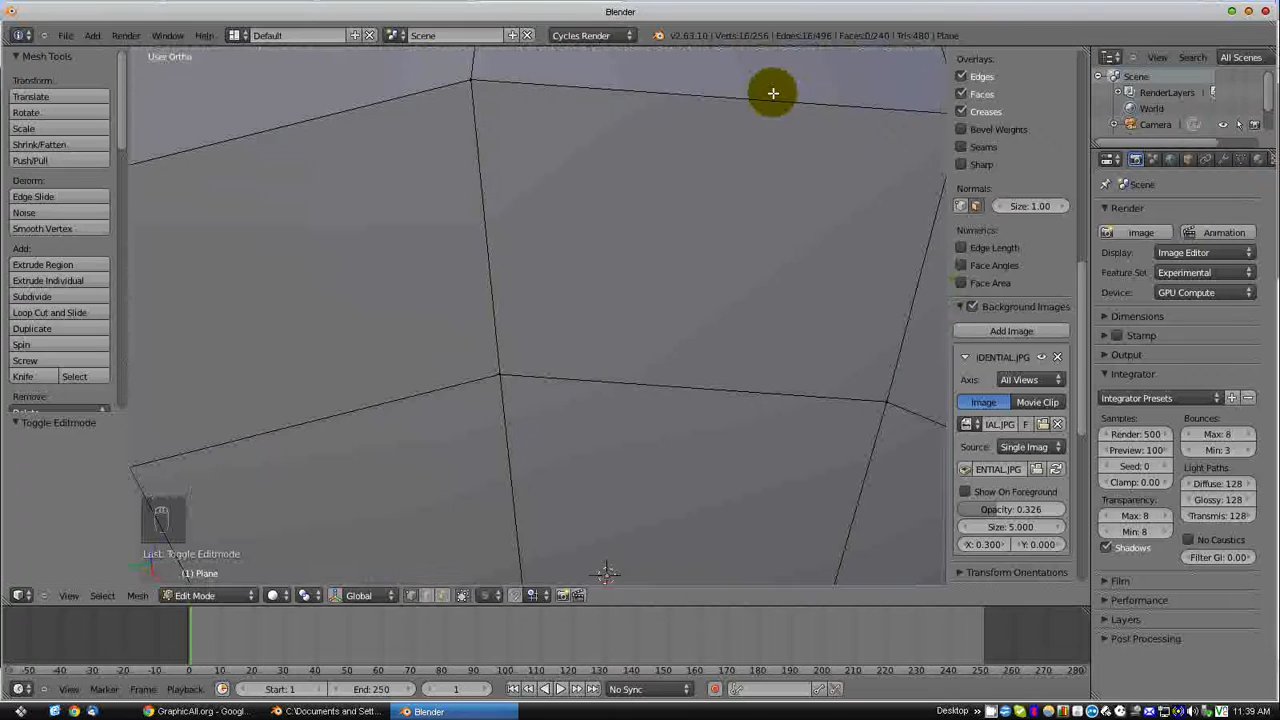 Blender
File Add Render Window Help Default Scene Cycles Render v2.63.10 | Verts:16/256 | Edges:16/496 | Faces:0/240 | Tris:480 | Plane
View Search All Scenes
Mesh Tools
Transform:
Translate
Rotate
Scale
Shrink/Fatten
Push/Pull
Deform:
Edge Slide
Noise
Smooth Vertex
Add:
Extrude Region
Extrude Individual
Subdivide
Loop Cut and Slide
Duplicate
Spin
Screw
Knife Select
Remove:
Toggle Editmode
User Ortho
Last: Toggle Editmode
(1) Plane
Overlays:
Edges
Faces
Creases
Bevel Weights
Seams
Sharp
Normals:
Size: 1.00
Numerics:
Edge Length
Face Angles
Face Area
Background Images
Add Image
IDENTIAL.JPG
Axis: All Views
Image Movie Clip
IAL.JPG F
Source: Single Imag
ENTIAL.JPG
Show On Foreground
Opacity: 0.326
Size: 5.000
X: 0.300 Y: 0.000
Transform Orientations
Scene
RenderLayers
World
Camera
Scene
Render
Image Animation
Display: Image Editor
Feature Set: Experimental
Device: GPU Compute
Dimensions
Stamp
Output
Integrator
Integrator Presets
Samples: Bounces:
Render: 500 Max: 8
Preview: 100 Min: 3
Seed: 0 Light Paths
Clamp: 0.00 Diffuse: 128
Transparency: Glossy: 128
Max: 8 Transmis: 128
Min: 8 No Caustics
Shadows Filter Gl: 0.00
Film
Performance
Layers
Post Processing
View Select Mesh Edit Mode Global
-50 -40 -30 -20 -10 0 10 20 30 40 50 60 70 80 90 100 110 120 130 140 150 160 170 180 190 200 210 220 230 240 250 260 270 280 290
View Marker Frame Playback Start: 1 End: 250 1 No Sync
GraphicAll.org - Googl... C:\Documents and Sett... Blender Desktop 11:39 AM